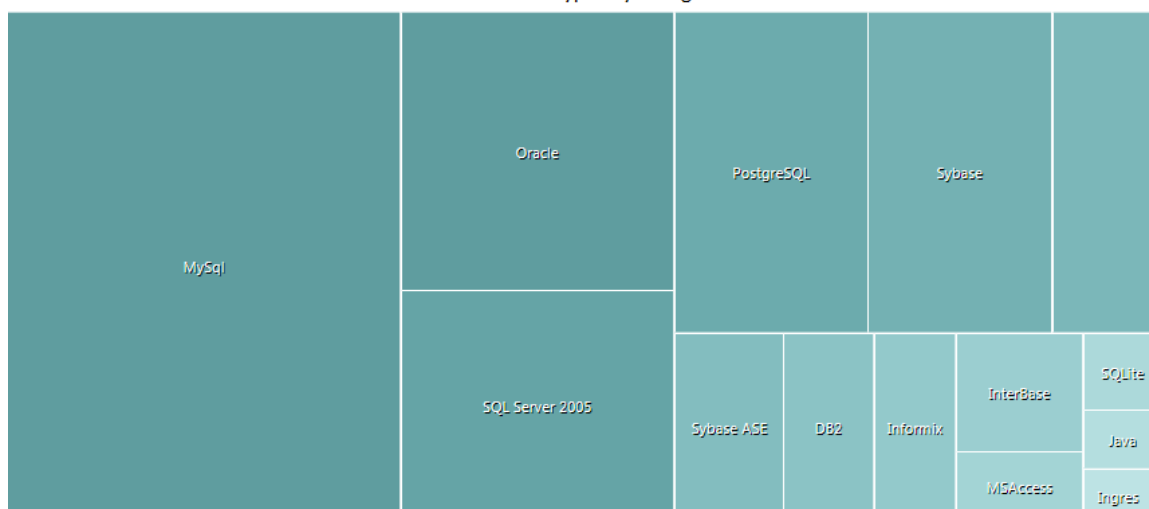 MySql
Oracle
SQL Server 2005
PostgreSQL
Sybase
Sybase ASE
DB2
Informix
InterBase
MSAccess
SQLite
Java
Ingres